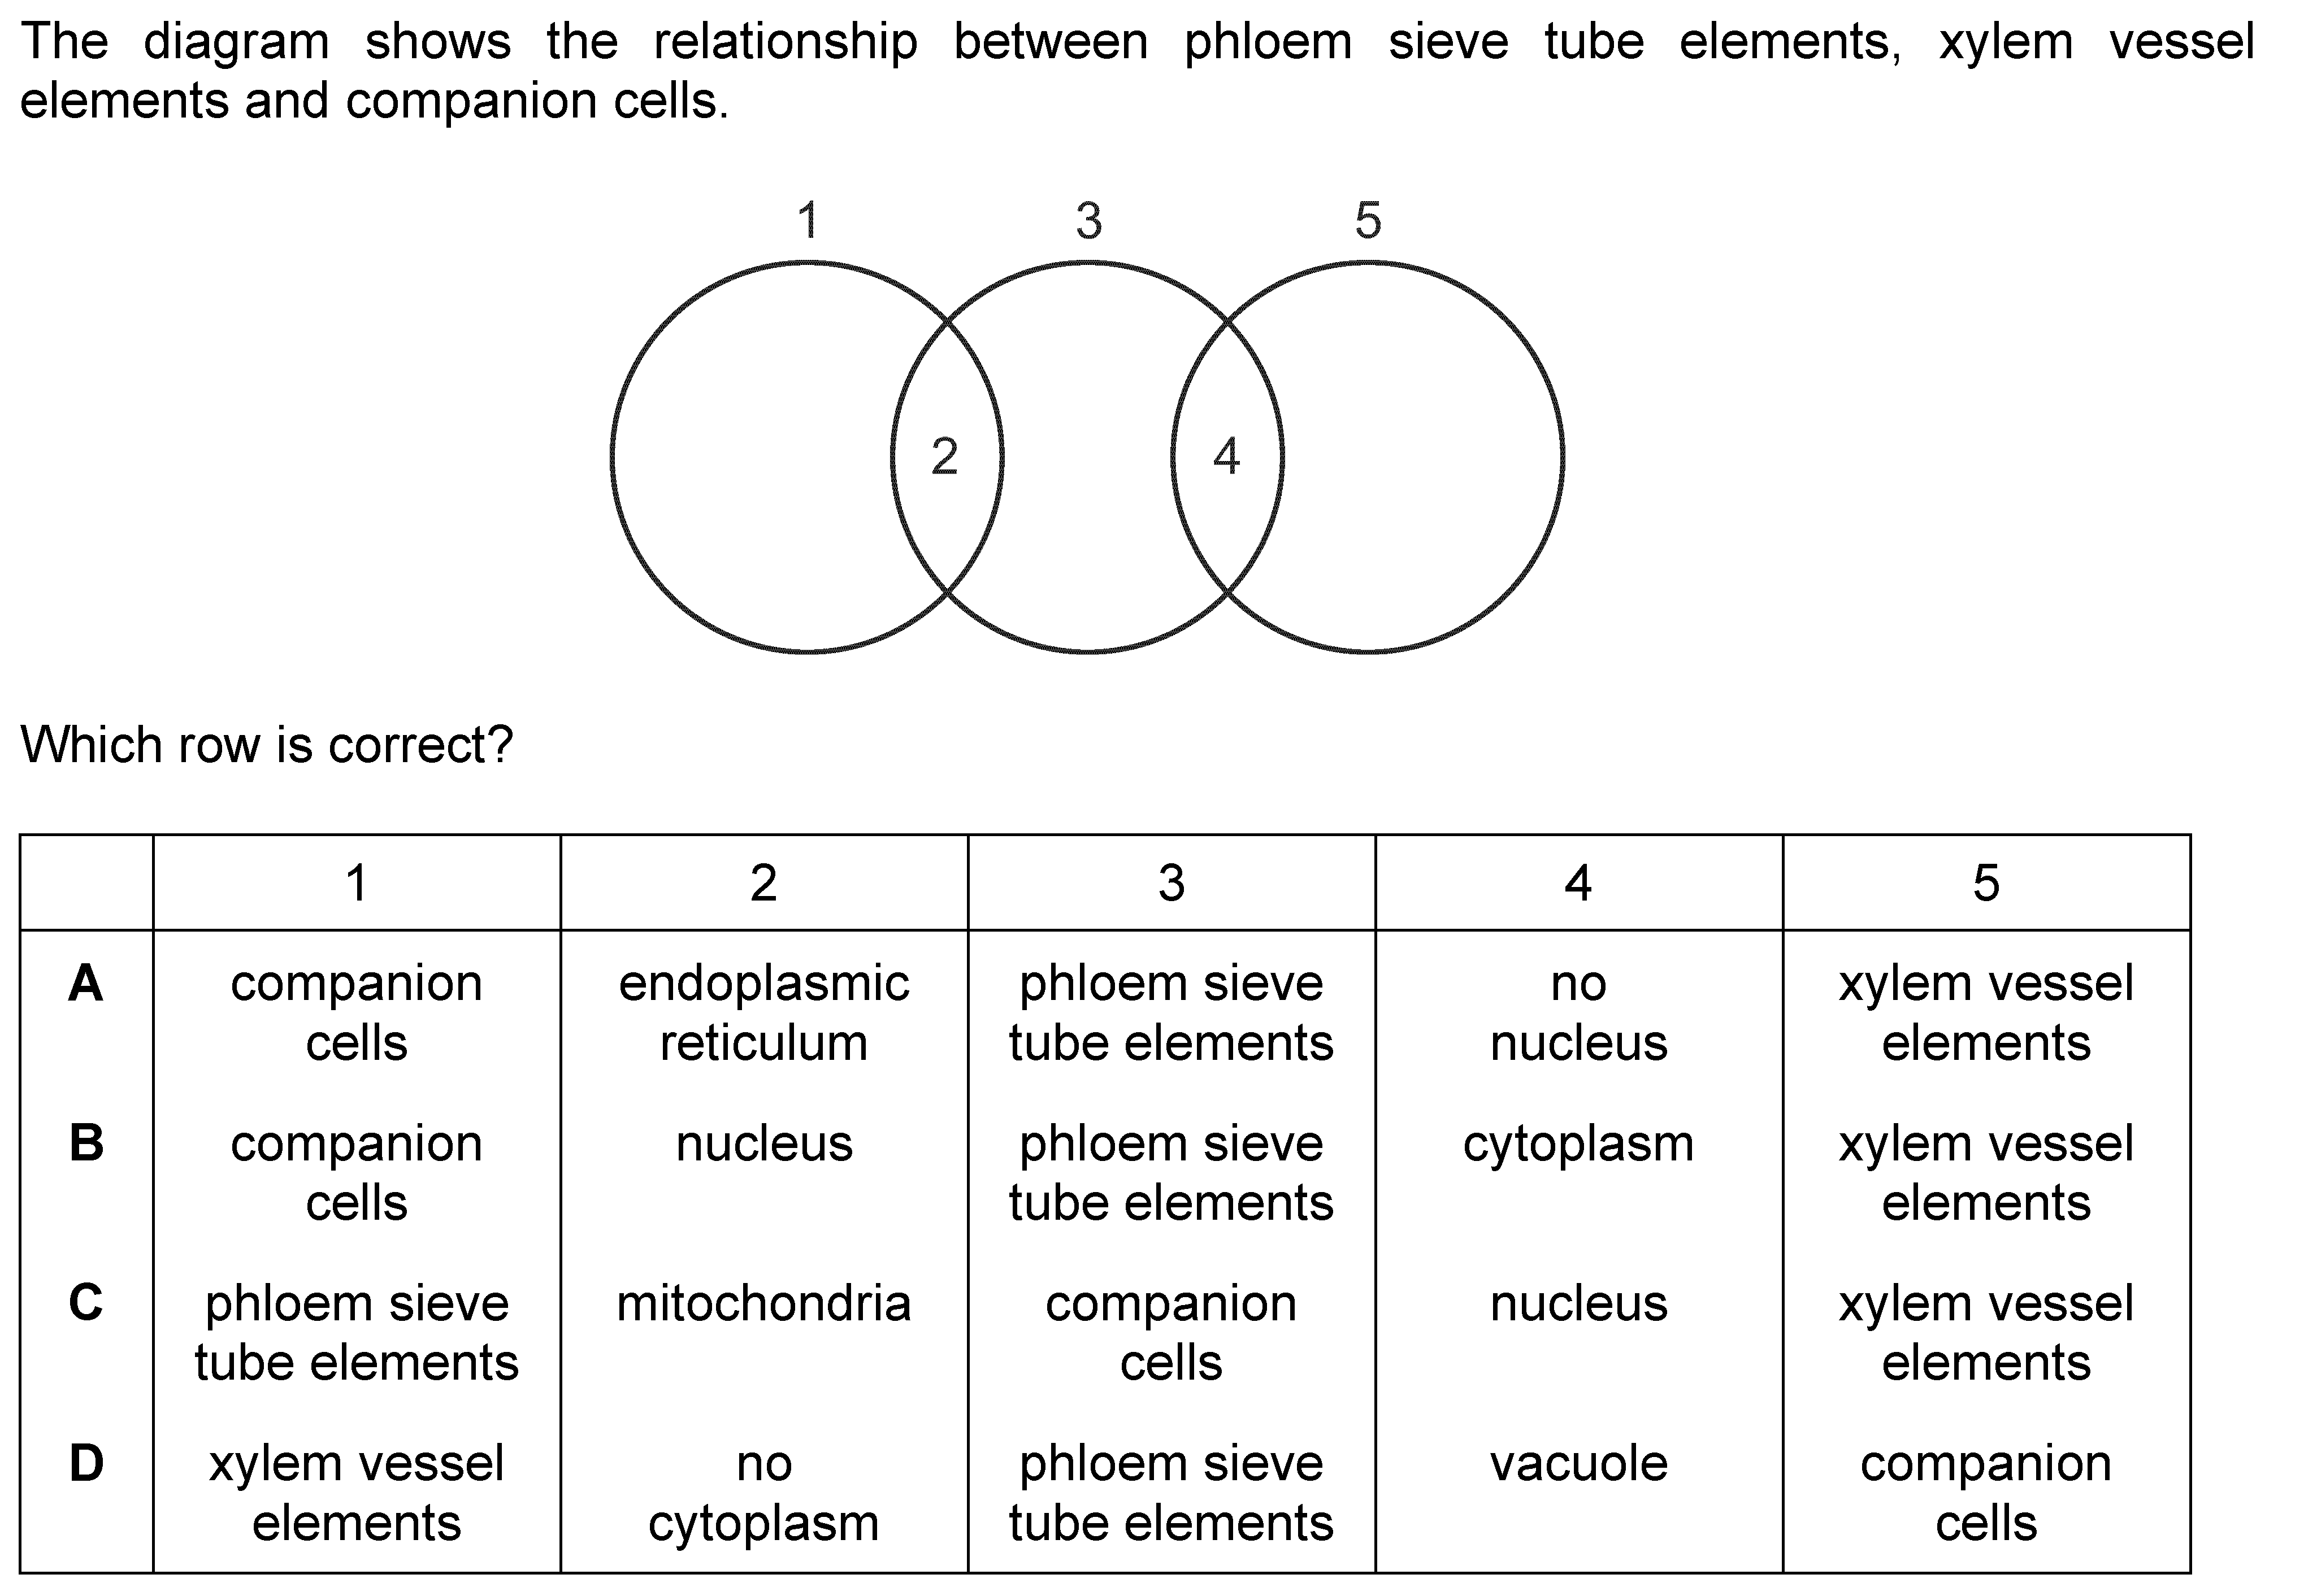 The diagram shows the relationship between phloem sieve tube elements, xylem vessel
elements and companion cells.
1 3 5
2 4
Which row is correct?
1 2 3 4 5
A companion endoplasmic phloem sieve no xylem vessel
cells reticulum tube elements nucleus elements
B companion nucleus phloem sieve cytoplasm xylem vessel
cells tube elements elements
C phloem sieve mitochondria companion nucleus xylem vessel
tube elements cells elements
D xylem vessel no phloem sieve vacuole companion
elements cytoplasm tube elements cells